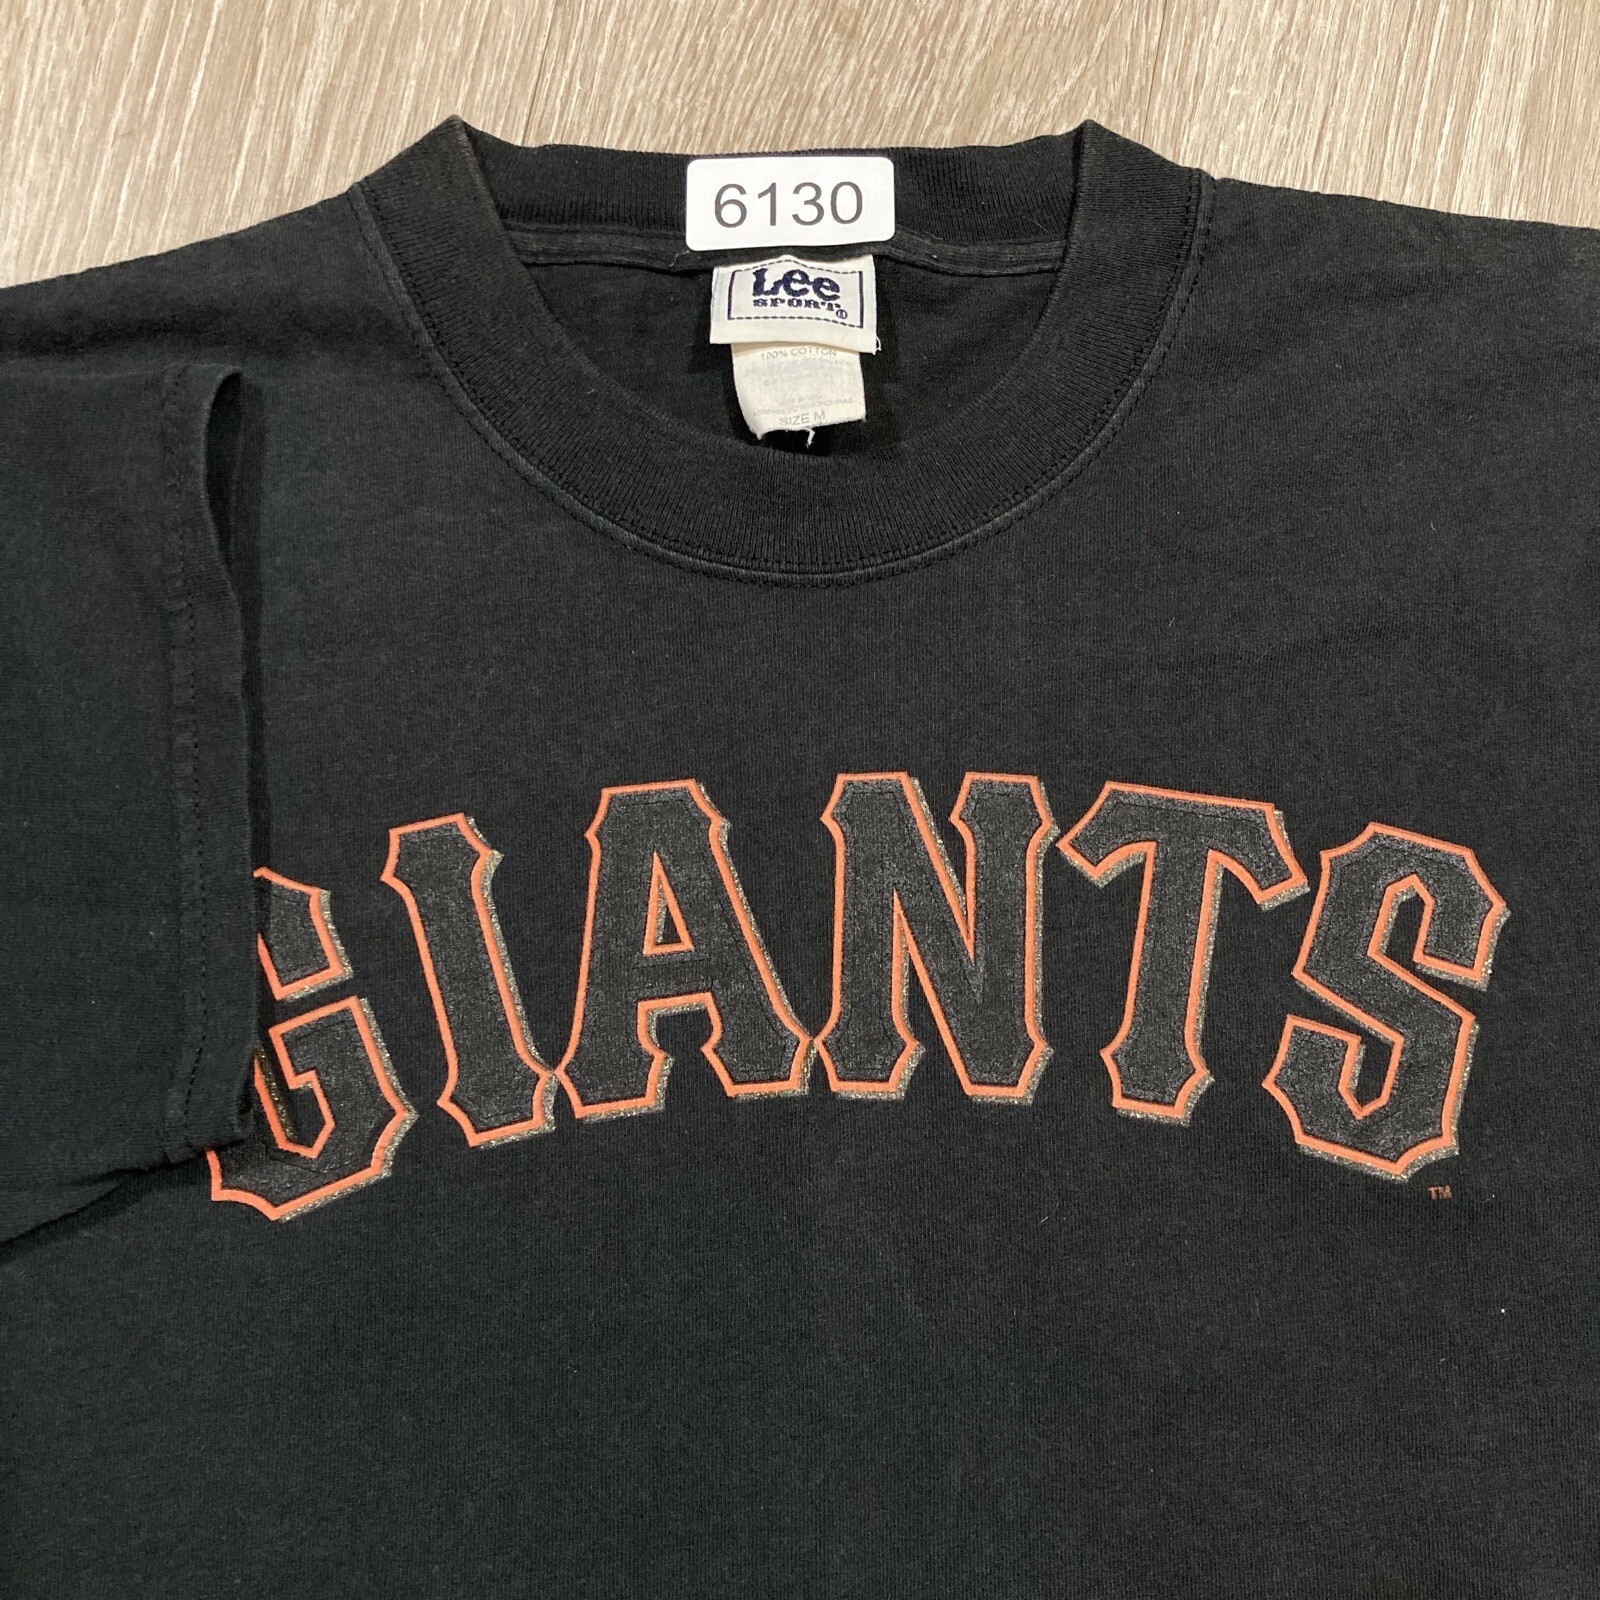 6130
Lee
SPORT®
100% COTTON
SIZE M
GIANTS
TM